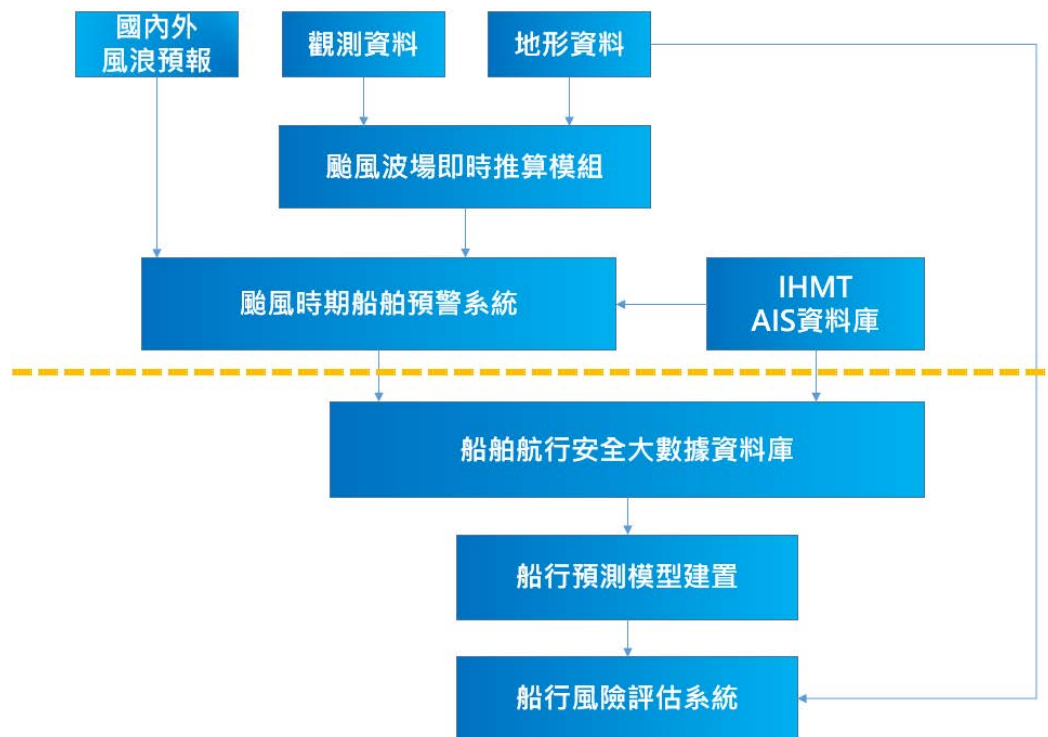 國內外
風浪預報
觀測資料
地形資料
颱風波場即時推算模組
颱風時期船舶預警系統
IHMT
AIS資料庫
船舶航行安全大數據資料庫
船行預測模型建置
船行風險評估系統